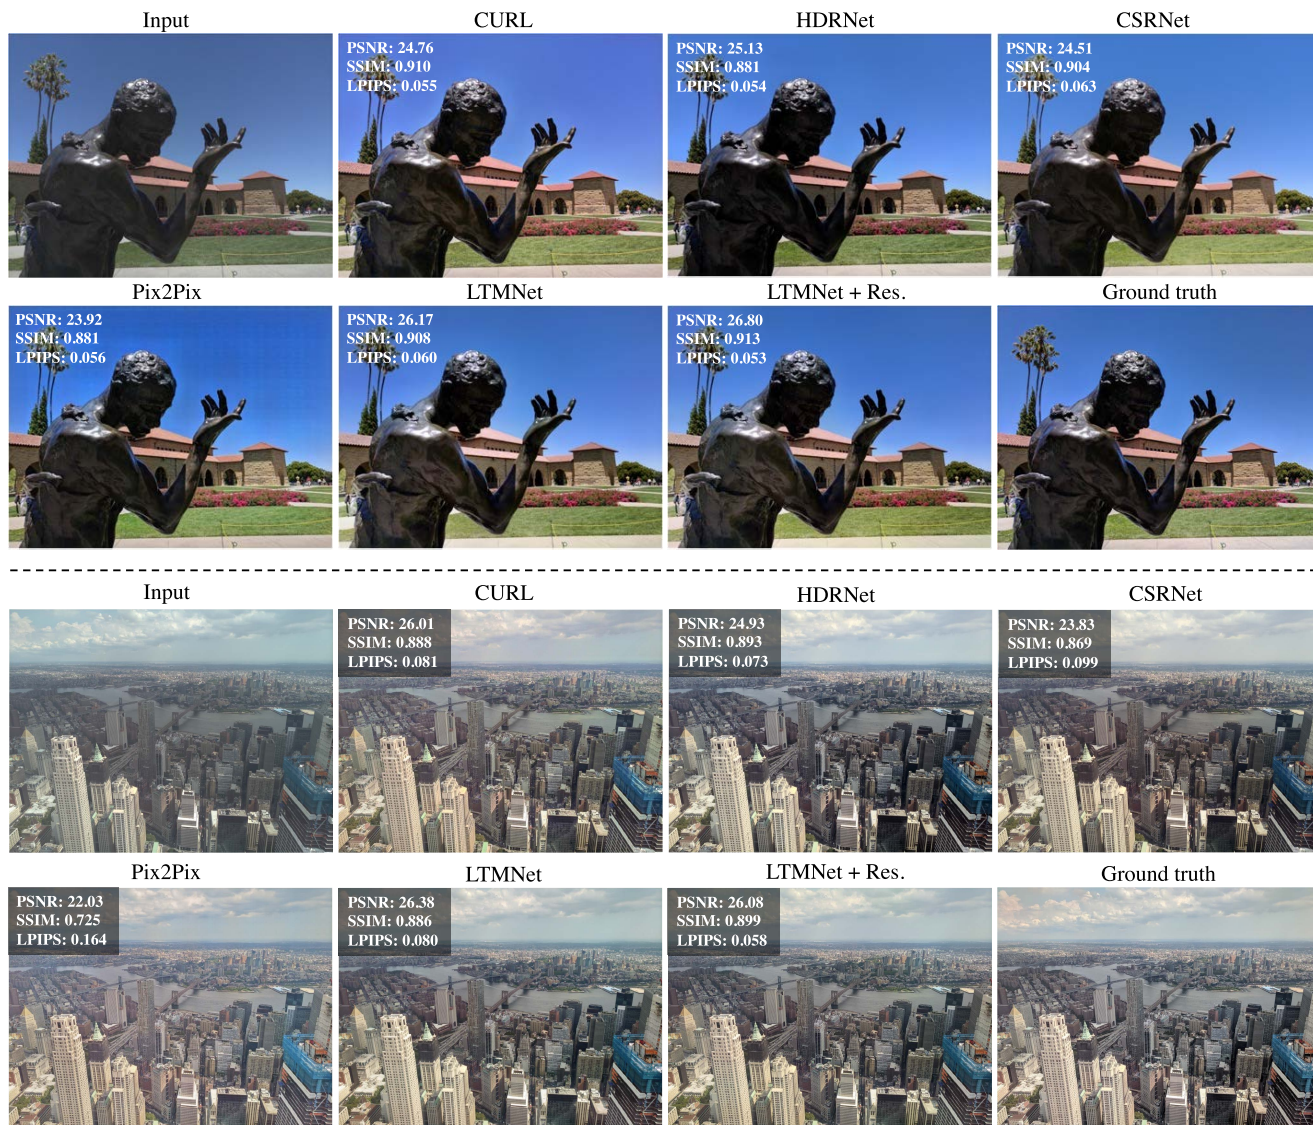 Input
CURL
HDRNet
CSRNet
PSNR: 24.76
SSIM: 0.910
LPIPS: 0.055
PSNR: 25.13
SSIM: 0.881
LPIPS: 0.054
PSNR: 24.51
SSIM: 0.904
LPIPS: 0.063
Pix2Pix
LTMNet
LTMNet + Res.
Ground truth
PSNR: 23.92
SSIM: 0.881
LPIPS: 0.056
PSNR: 26.17
SSIM: 0.908
LPIPS: 0.060
PSNR: 26.80
SSIM: 0.913
LPIPS: 0.053
Input
CURL
HDRNet
CSRNet
PSNR: 26.01
SSIM: 0.888
LPIPS: 0.081
PSNR: 24.93
SSIM: 0.893
LPIPS: 0.073
PSNR: 23.83
SSIM: 0.869
LPIPS: 0.099
Pix2Pix
LTMNet
LTMNet + Res.
Ground truth
PSNR: 22.03
SSIM: 0.725
LPIPS: 0.164
PSNR: 26.38
SSIM: 0.886
LPIPS: 0.080
PSNR: 26.08
SSIM: 0.899
LPIPS: 0.058